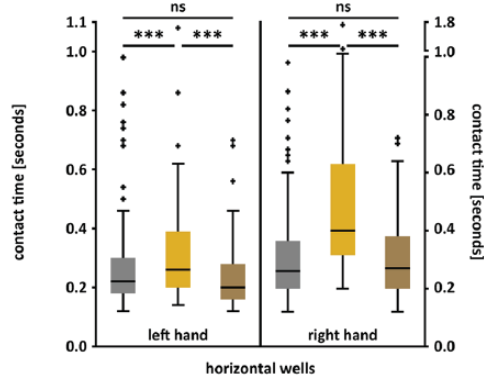 ns
ns
1.1
1.0
0.8
0.6
0.4
0.2
0.0
contact time [seconds]
***
***
***
***
1.8
1.0
0.8
0.6
0.4
0.2
0.0
contact time [seconds]
left hand
right hand
horizontal wells